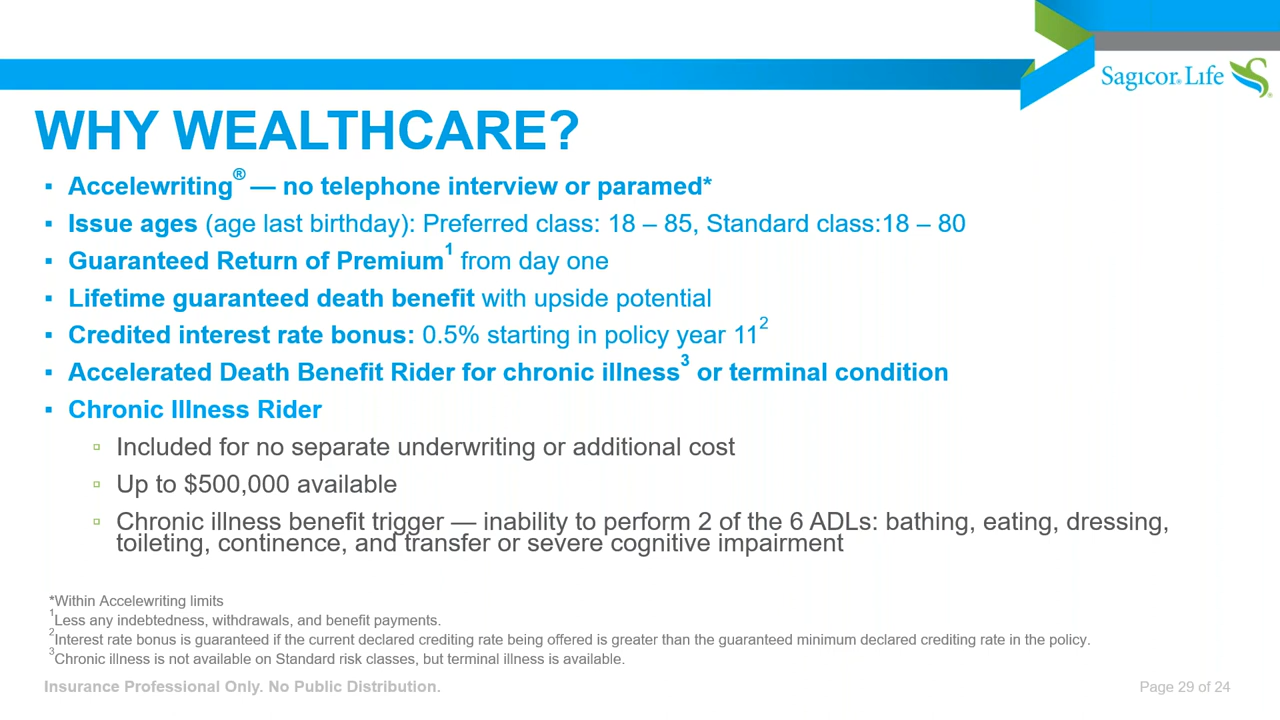 Sagicor® Life
WHY WEALTHCARE?
▪ Accelewriting® — no telephone interview or paramed*
▪ Issue ages (age last birthday): Preferred class: 18 – 85, Standard class:18 – 80
▪ Guaranteed Return of Premium1 from day one
▪ Lifetime guaranteed death benefit with upside potential
▪ Credited interest rate bonus: 0.5% starting in policy year 112
▪ Accelerated Death Benefit Rider for chronic illness3 or terminal condition
▪ Chronic Illness Rider
▫ Included for no separate underwriting or additional cost
▫ Up to $500,000 available
▫ Chronic illness benefit trigger — inability to perform 2 of the 6 ADLs: bathing, eating, dressing,
toileting, continence, and transfer or severe cognitive impairment
*Within Accelewriting limits
1Less any indebtedness, withdrawals, and benefit payments.
2Interest rate bonus is guaranteed if the current declared crediting rate being offered is greater than the guaranteed minimum declared crediting rate in the policy.
3Chronic illness is not available on Standard risk classes, but terminal illness is available.
Insurance Professional Only. No Public Distribution.
Page 29 of 24